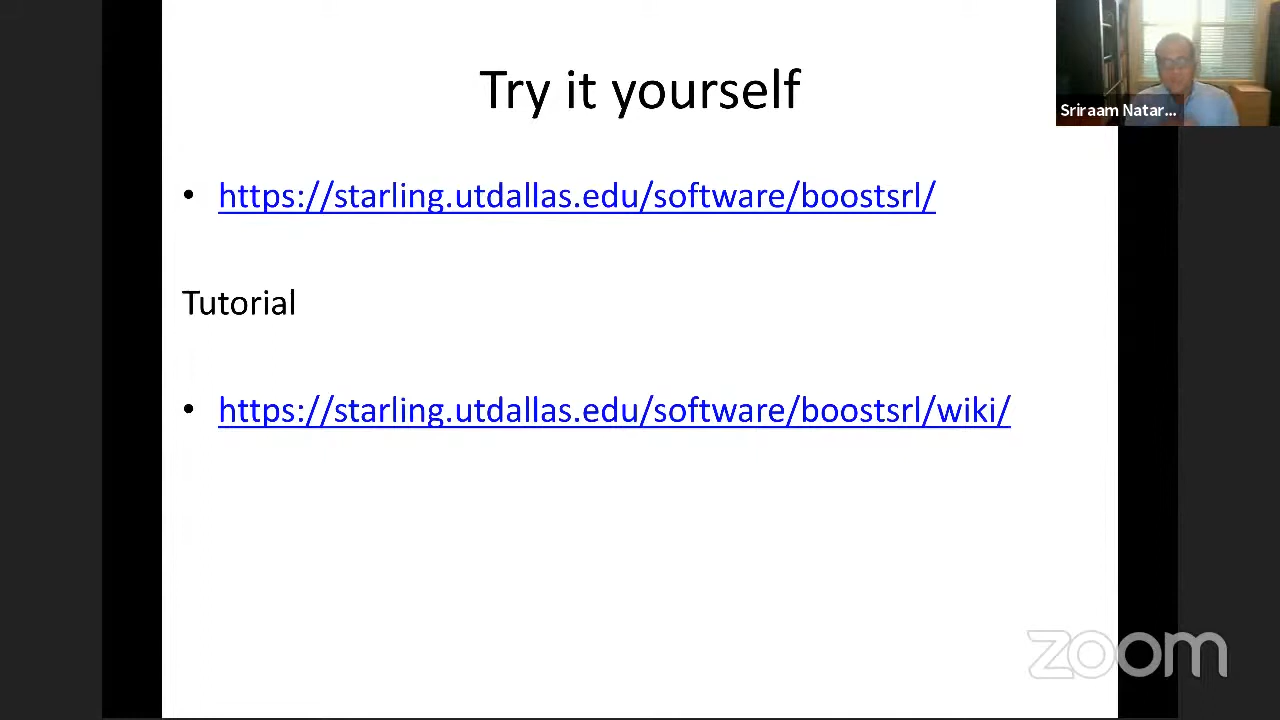 Try it yourself
Sriraam Natar...
• https://starling.utdallas.edu/software/boostsrl/
Tutorial
• https://starling.utdallas.edu/software/boostsrl/wiki/
zoom